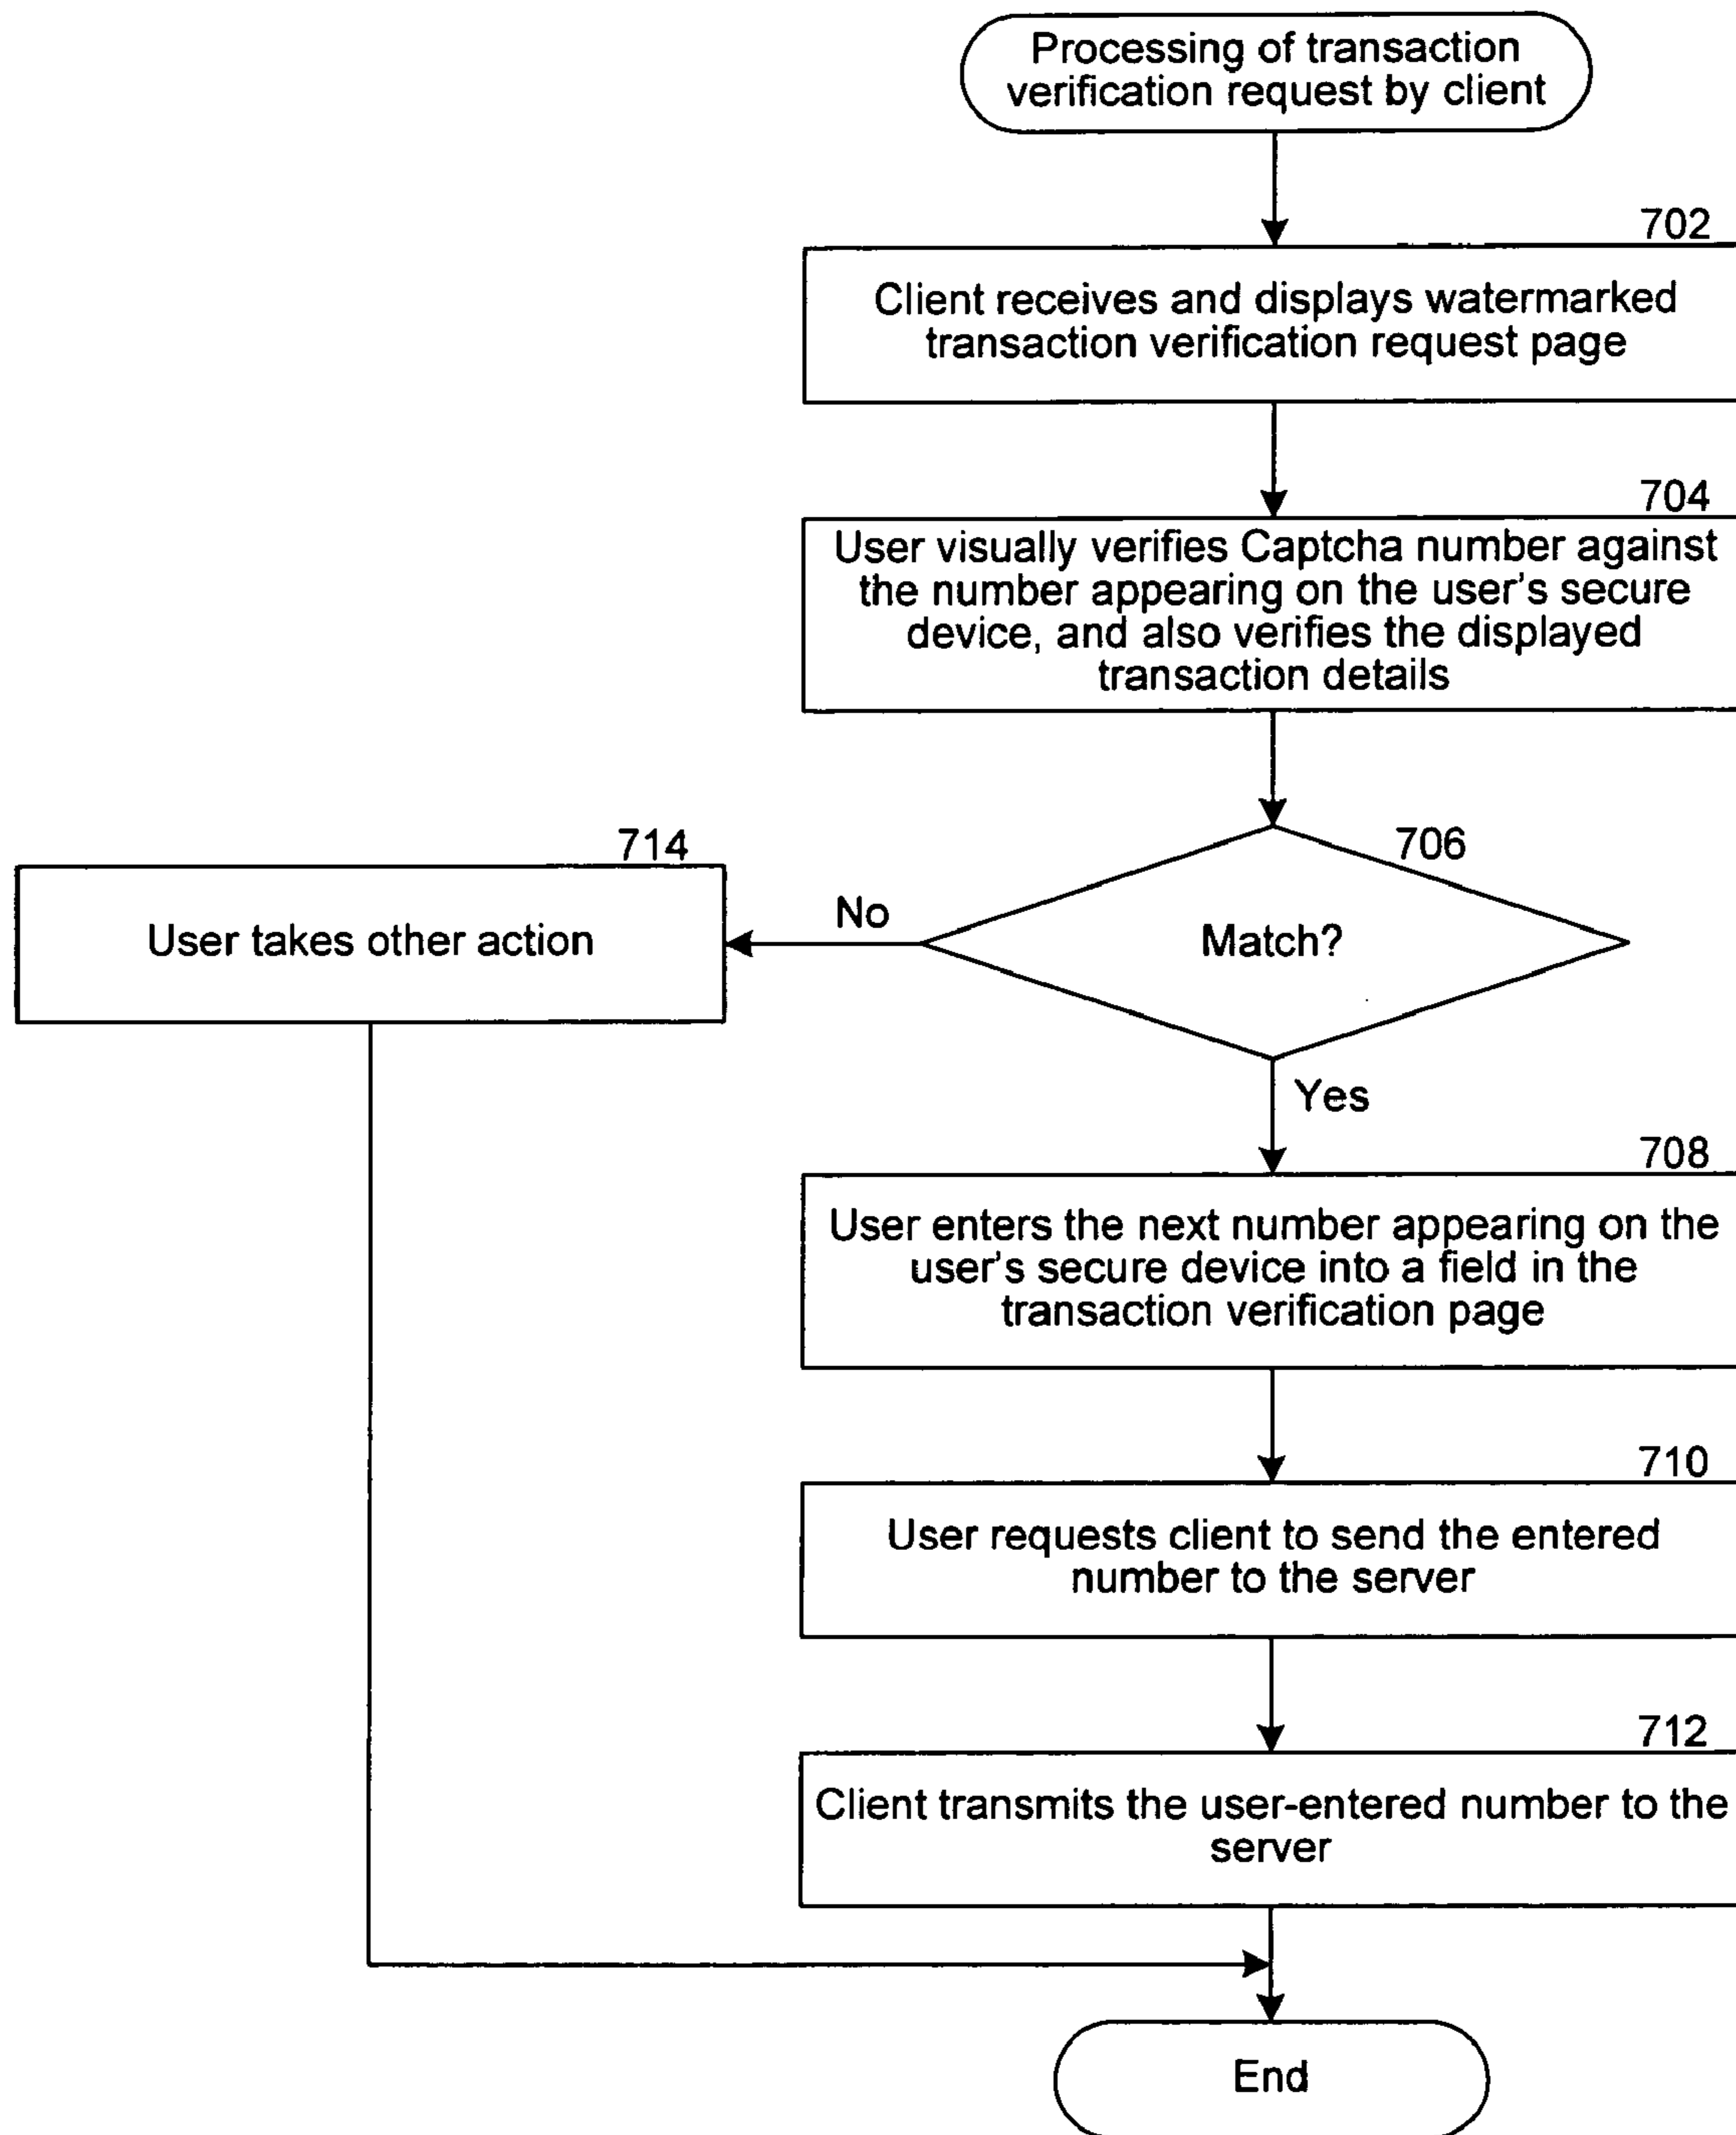 Processing of transaction
verification request by client
702
Client receives and displays watermarked
transaction verification request page
704
User visually verifies Captcha number against
the number appearing on the user's secure
device, and also verifies the displayed
transaction details
714
User takes other action
No
706
Match?
Yes
708
User enters the next number appearing on the
user's secure device into a field in the
transaction verification page
710
User requests client to send the entered
number to the server
712
Client transmits the user-entered number to the
server
End